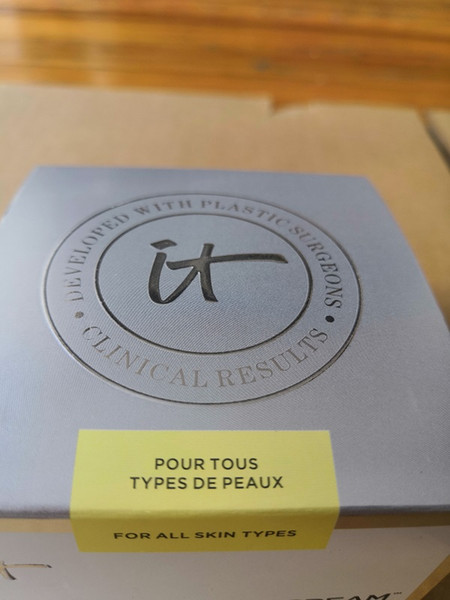 DEVELOPED WITH PLASTIC SURGEONS
it
• CLINICAL RESULTS •
POUR TOUS
TYPES DE PEAUX
FOR ALL SKIN TYPES